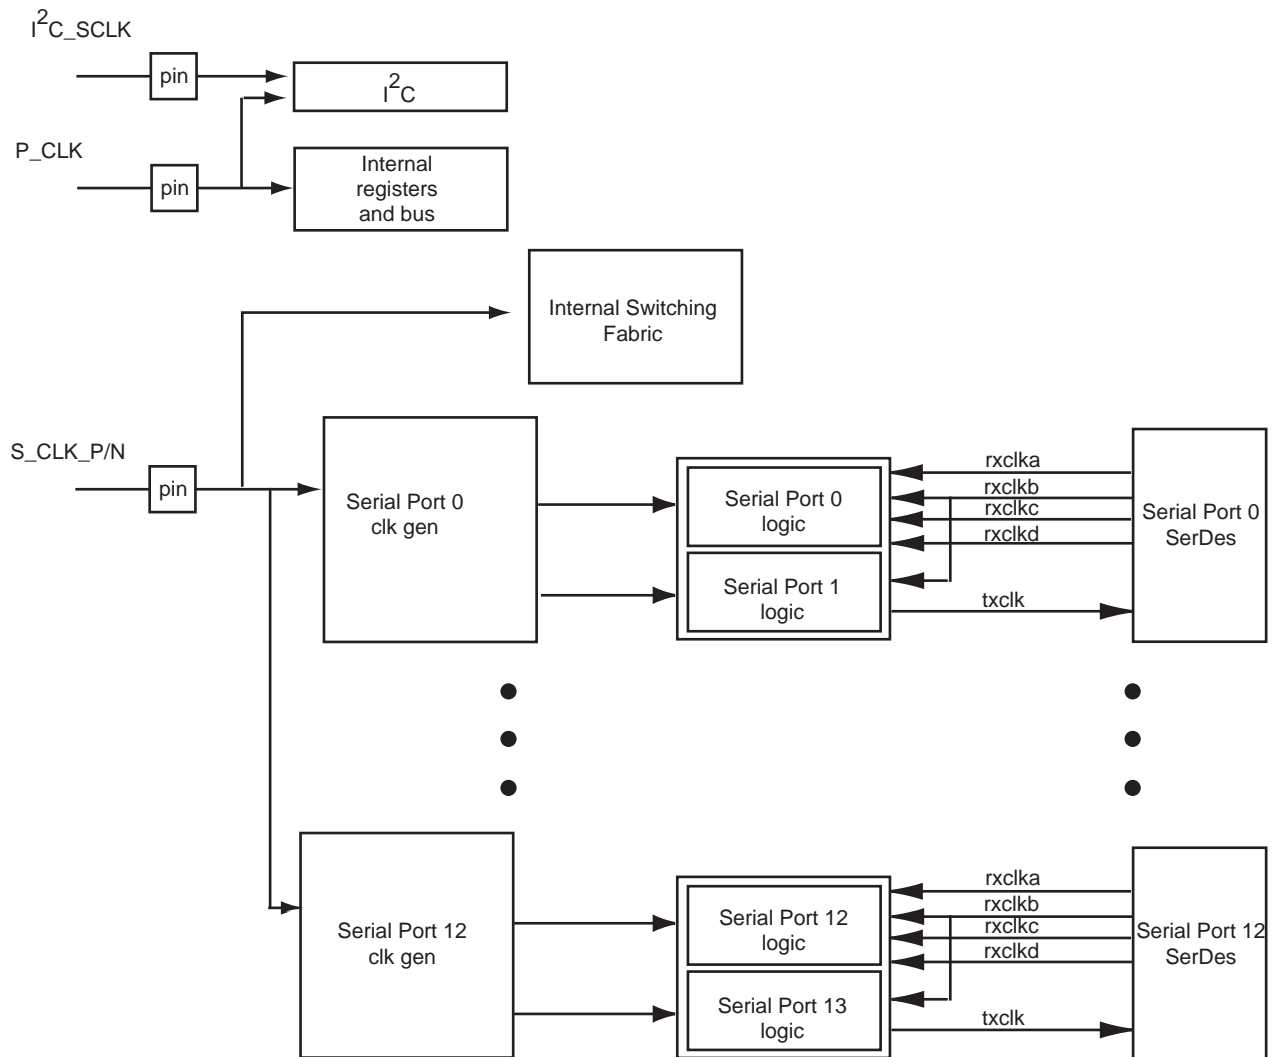 I²C_SCLK
pin
I²C
P_CLK
pin
Internal
registers
and bus
Internal Switching
Fabric
S_CLK_P/N
pin
Serial Port 0
clk gen
Serial Port 0
logic
Serial Port 1
logic
rxclka
rxclkb
rxclkc
rxclkd
txclk
Serial Port 0
SerDes
Serial Port 12
clk gen
Serial Port 12
logic
Serial Port 13
logic
rxclka
rxclkb
rxclkc
rxclkd
txclk
Serial Port 12
SerDes